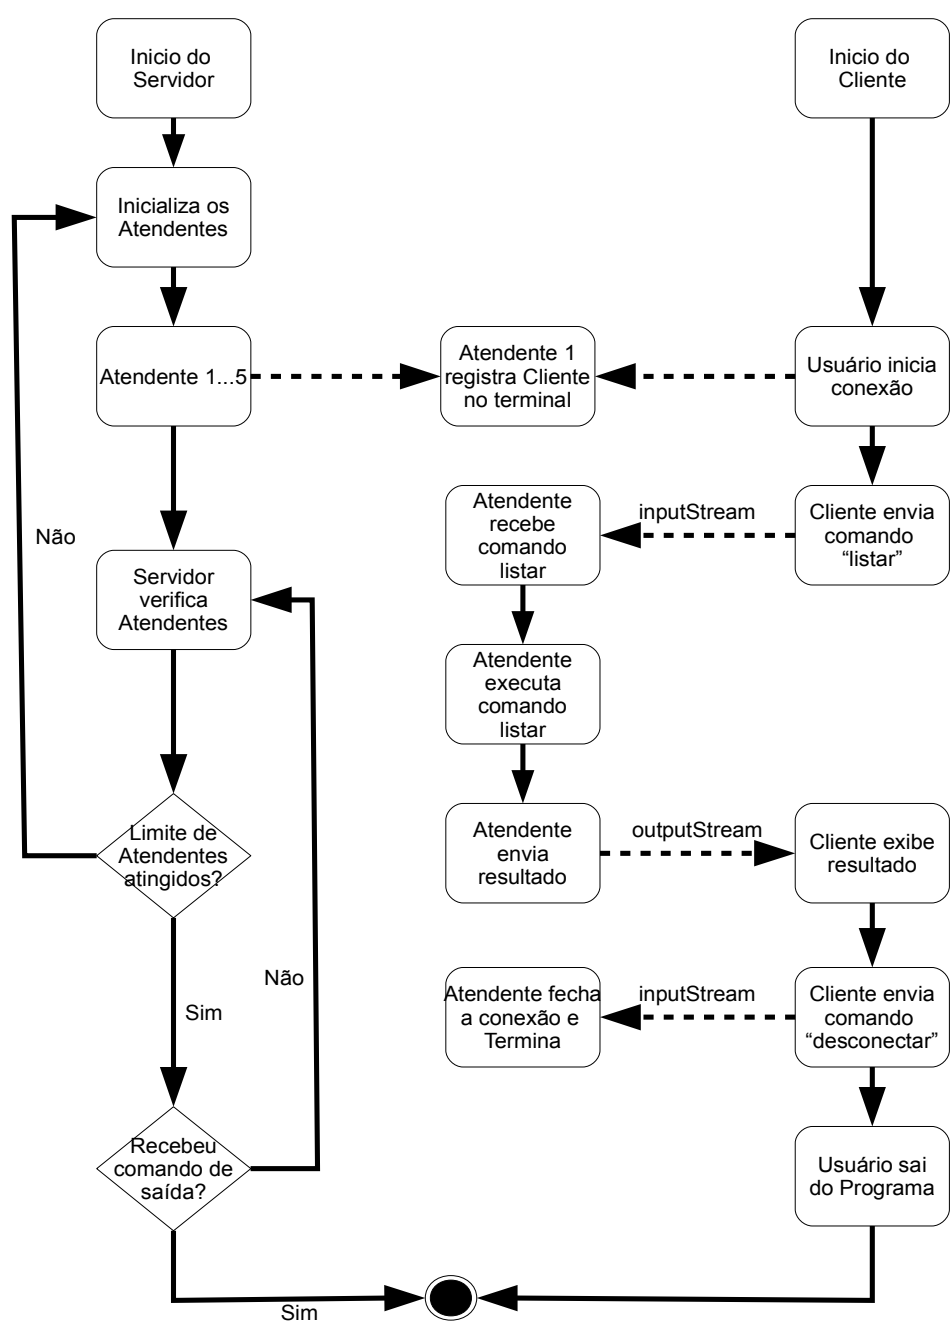 Inicio do
Servidor
Inicio do
Cliente
Inicializa os
Atendentes
Atendente 1...5
Atendente 1
registra Cliente
no terminal
Usuário inicia
conexão
Não
Servidor
verifica
Atendentes
Atendente
recebe
comando
listar
inputStream
Cliente envia
comando
“listar”
Atendente
executa
comando
listar
Limite de
Atendentes
atingidos?
Atendente
envia
resultado
outputStream
Cliente exibe
resultado
Sim
Não
Atendente fecha
a conexão e
Termina
inputStream
Cliente envia
comando
“desconectar”
Recebeu
comando de
saída?
Usuário sai
do Programa
Sim